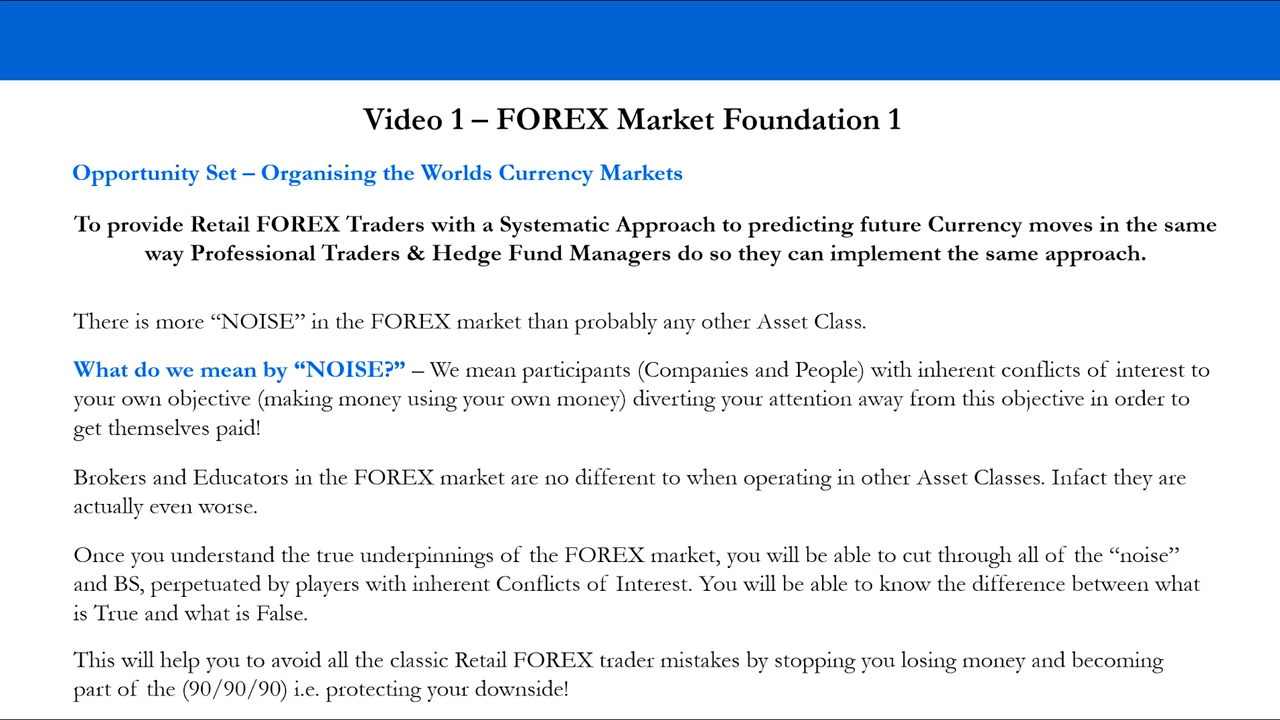 Video 1 – FOREX Market Foundation 1
Opportunity Set – Organising the Worlds Currency Markets
To provide Retail FOREX Traders with a Systematic Approach to predicting future Currency moves in the same
way Professional Traders & Hedge Fund Managers do so they can implement the same approach.
There is more “NOISE” in the FOREX market than probably any other Asset Class.
What do we mean by “NOISE?” – We mean participants (Companies and People) with inherent conflicts of interest to
your own objective (making money using your own money) diverting your attention away from this objective in order to
get themselves paid!
Brokers and Educators in the FOREX market are no different to when operating in other Asset Classes. Infact they are
actually even worse.
Once you understand the true underpinnings of the FOREX market, you will be able to cut through all of the “noise”
and BS, perpetuated by players with inherent Conflicts of Interest. You will be able to know the difference between what
is True and what is False.
This will help you to avoid all the classic Retail FOREX trader mistakes by stopping you losing money and becoming
part of the (90/90/90) i.e. protecting your downside!